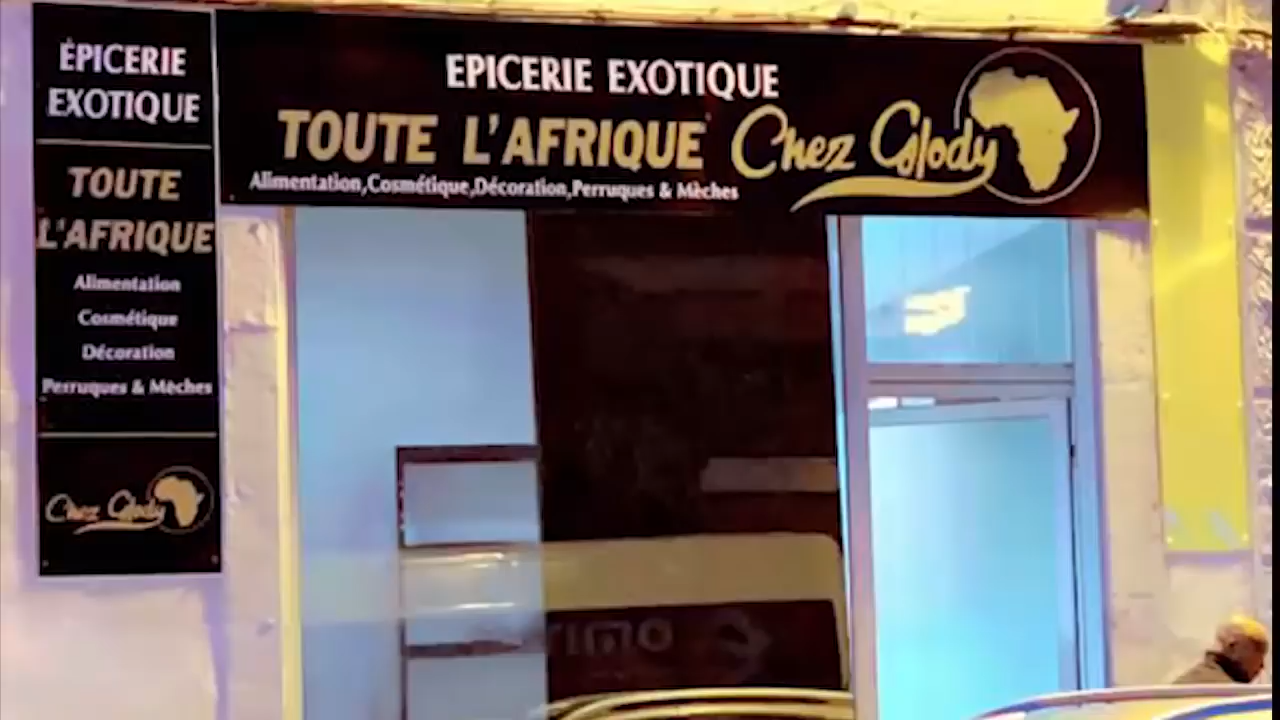 ÉPICERIE
EXOTIQUE
TOUTE
L'AFRIQUE
Alimentation
Cosmétique
Décoration
Perruques & Mèches
Chez Glody
EPICERIE EXOTIQUE
TOUTE L'AFRIQUE Chez Glody
Alimentation,Cosmétique,Décoration,Perruques & Mèches